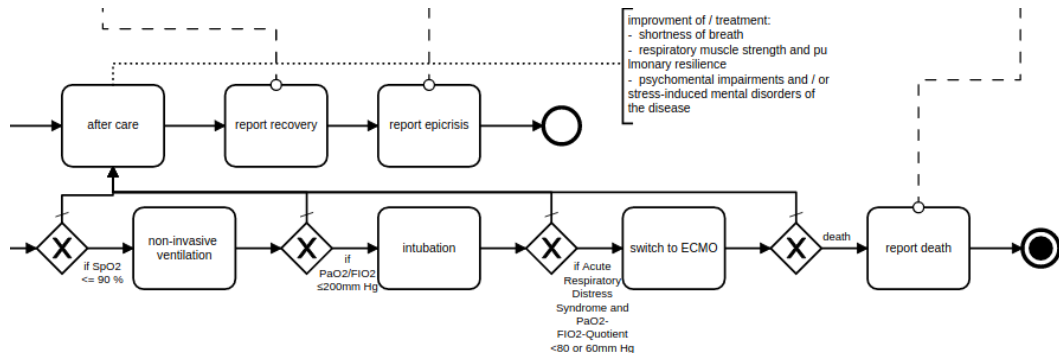 improvment of / treatment:
- shortness of breath
- respiratory muscle strength and pu
lmonary resilience
- psychomental impairments and / or
stress-induced mental disorders of
the disease
after care
report recovery
report epicrisis
non-invasive
ventilation
intubation
switch to ECMO
death
report death
if SpO2
<= 90 %
if
PaO2/FIO2
≤200mm Hg
if Acute
Respiratory
Distress
Syndrome and
PaO2-
FIO2-Quotient
<80 or 60mm Hg